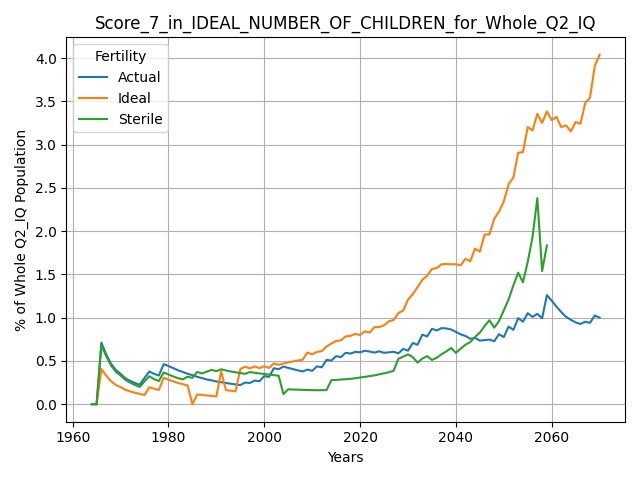 Score_7_in_IDEAL_NUMBER_OF_CHILDREN_for_Whole_Q2_IQ
Fertility
Actual
Ideal
Sterile
% of Whole Q2_IQ Population
4.0
3.5
3.0
2.5
2.0
1.5
1.0
0.5
0.0
1960 1980 2000 2020 2040 2060
Years